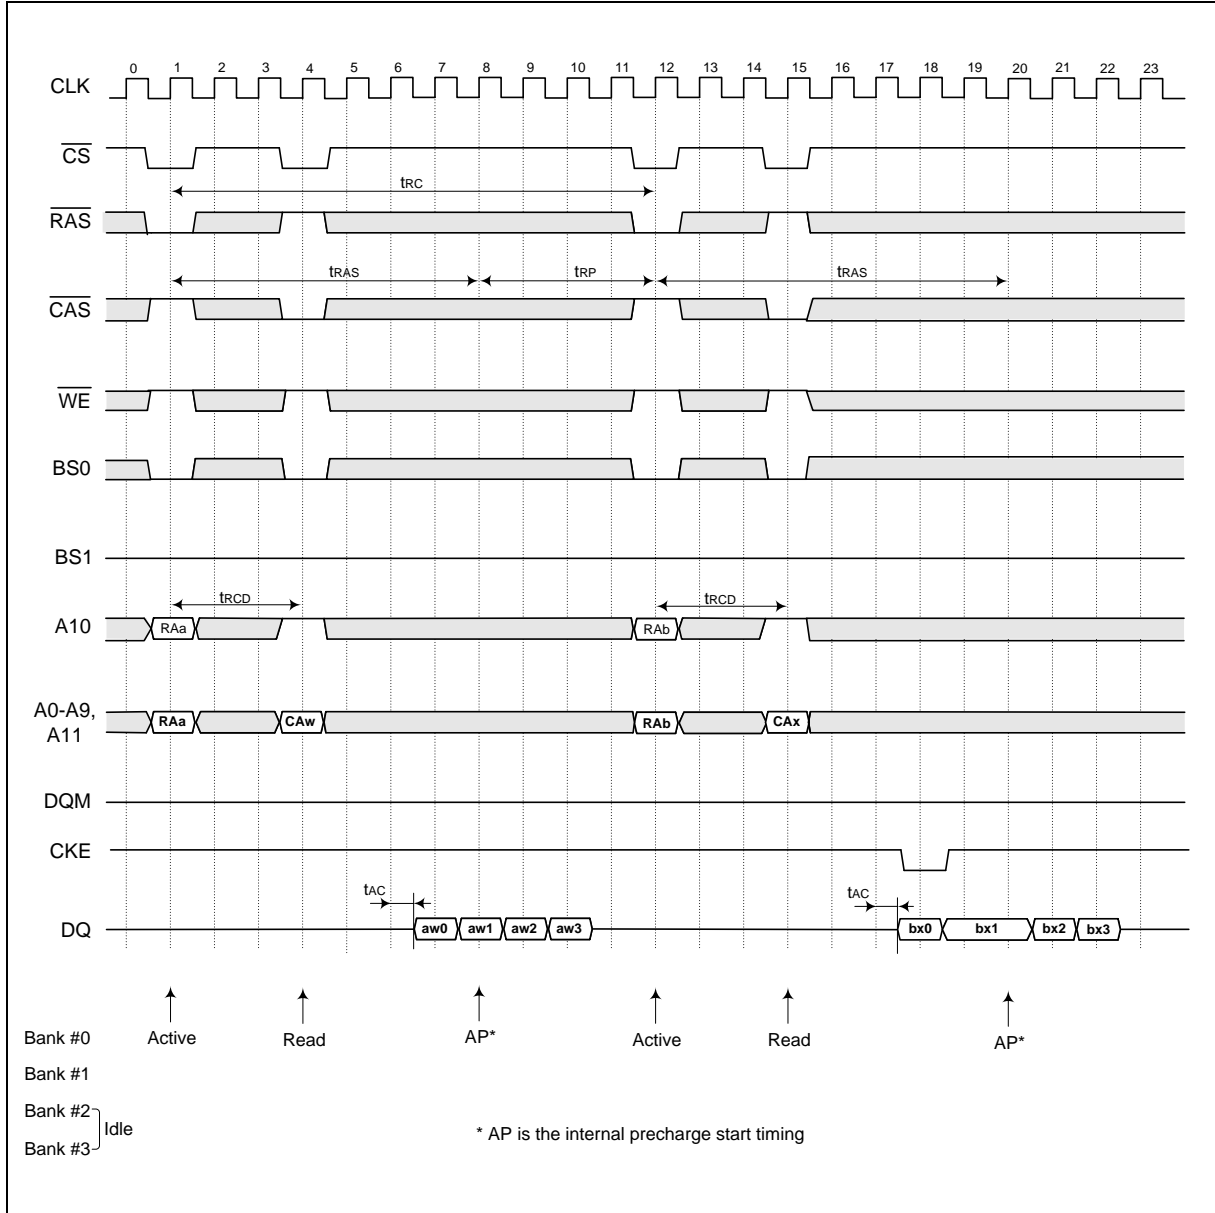 0 1 2 3 4 5 6 7 8 9 10 11 12 13 14 15 16 17 18 19 20 21 22 23
CLK
CS
tRC
RAS
tRAS tRP tRAS
CAS
WE
BS0
BS1
tRCD tRCD
A10 RAa RAb
A0-A9,
A11 RAa CAw RAb CAx
DQM
CKE
tAC tAC
DQ aw0 aw1 aw2 aw3 bx0 bx1 bx2 bx3
Bank #0 Active Read AP* Active Read AP*
Bank #1
Bank #2
Idle
Bank #3
* AP is the internal precharge start timing